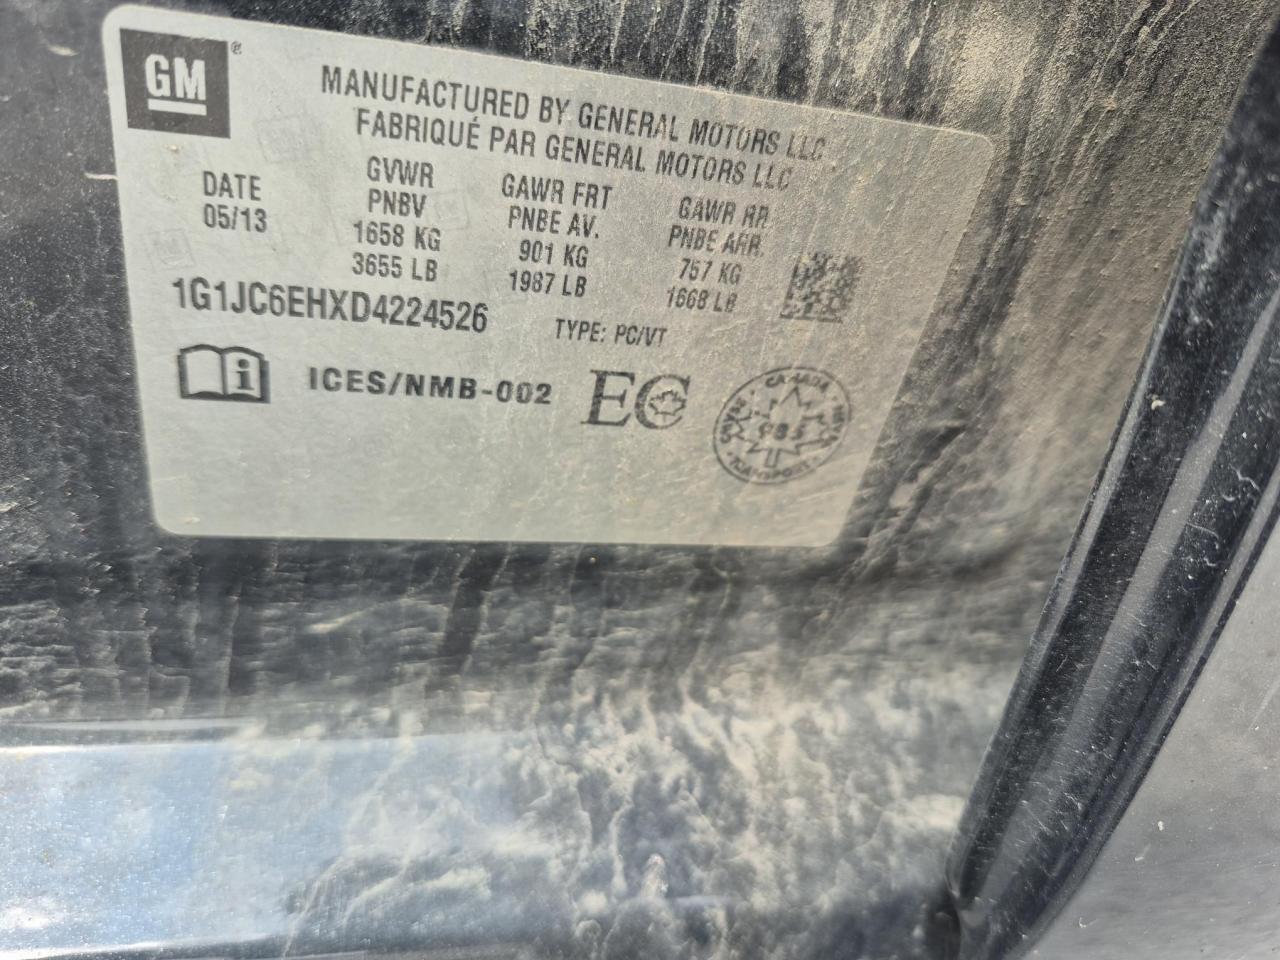 GM ®
MANUFACTURED BY GENERAL MOTORS LLC
FABRIQUÉ PAR GENERAL MOTORS LLC
DATE
05/13
GVWR
PNBV
1658 KG
3655 LB
GAWR FRT
PNBE AV.
901 KG
1987 LB
GAWR RR
PNBE ARR.
757 KG
1668 LB
1G1JC6EHXD4224526
TYPE: PC/VT
i
ICES/NMB-002
EC
CANADA
TRANSPORT